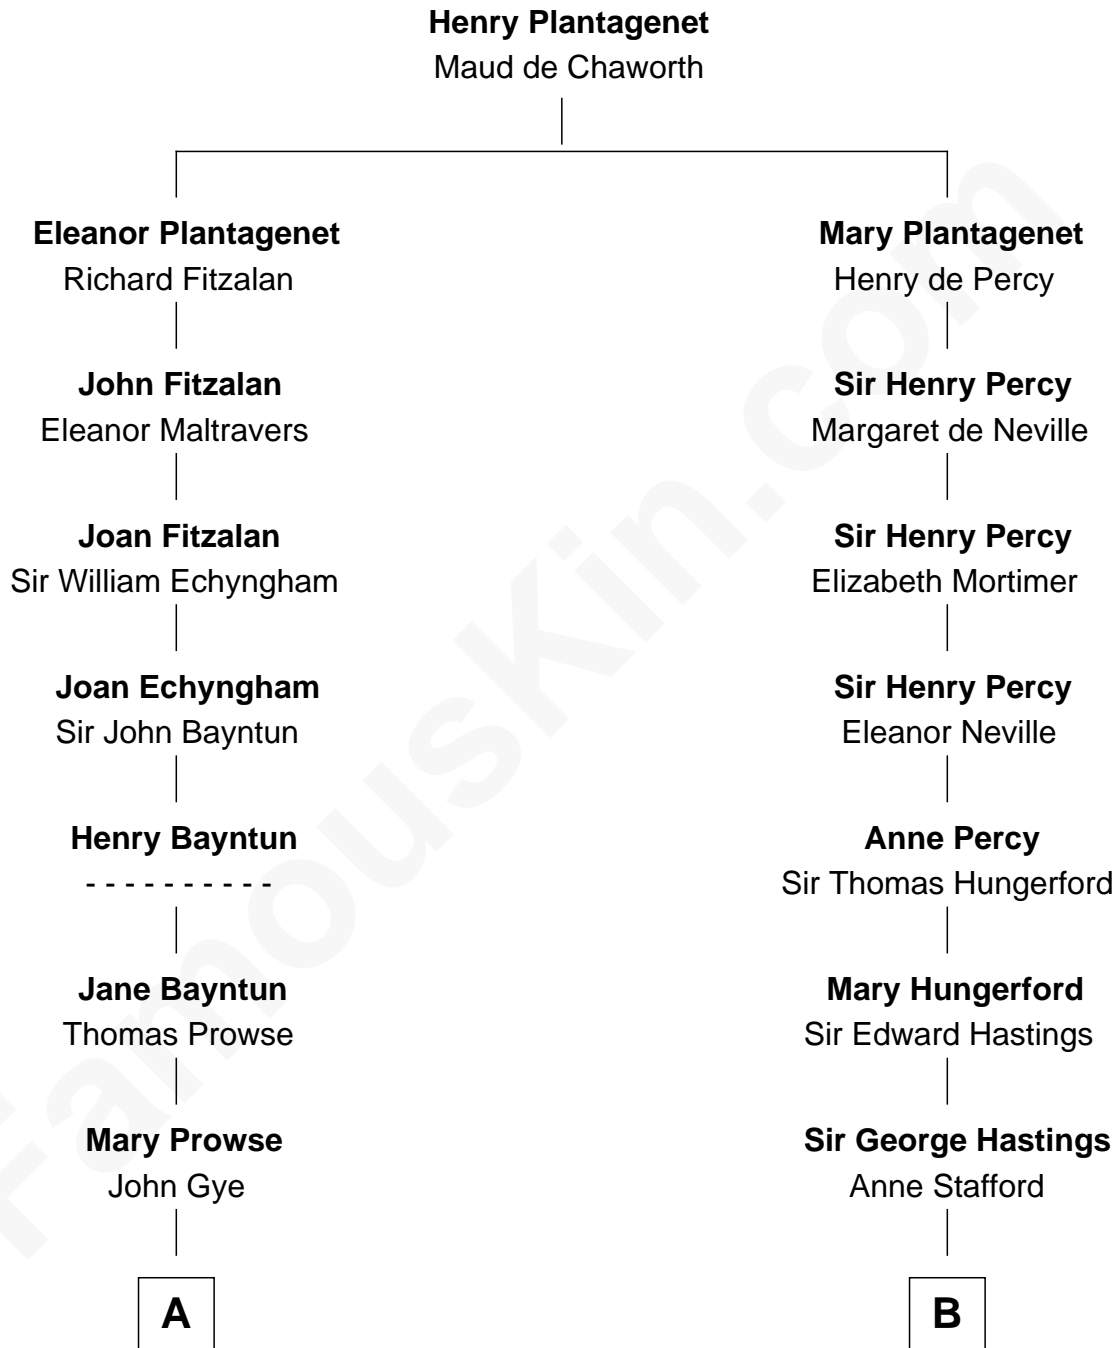 Henry Plantagenet
Maud de Chaworth
Eleanor Plantagenet
Richard Fitzalan
John Fitzalan
Eleanor Maltravers
Joan Fitzalan
Sir William Echyngham
Joan Echyngham
Sir John Bayntun
Henry Bayntun
- - - - - - - - - -
Jane Bayntun
Thomas Prowse
Mary Prowse
John Gye
A
Mary Plantagenet
Henry de Percy
Sir Henry Percy
Margaret de Neville
Sir Henry Percy
Elizabeth Mortimer
Sir Henry Percy
Eleanor Neville
Anne Percy
Sir Thomas Hungerford
Mary Hungerford
Sir Edward Hastings
Sir George Hastings
Anne Stafford
B
FamousKin.com